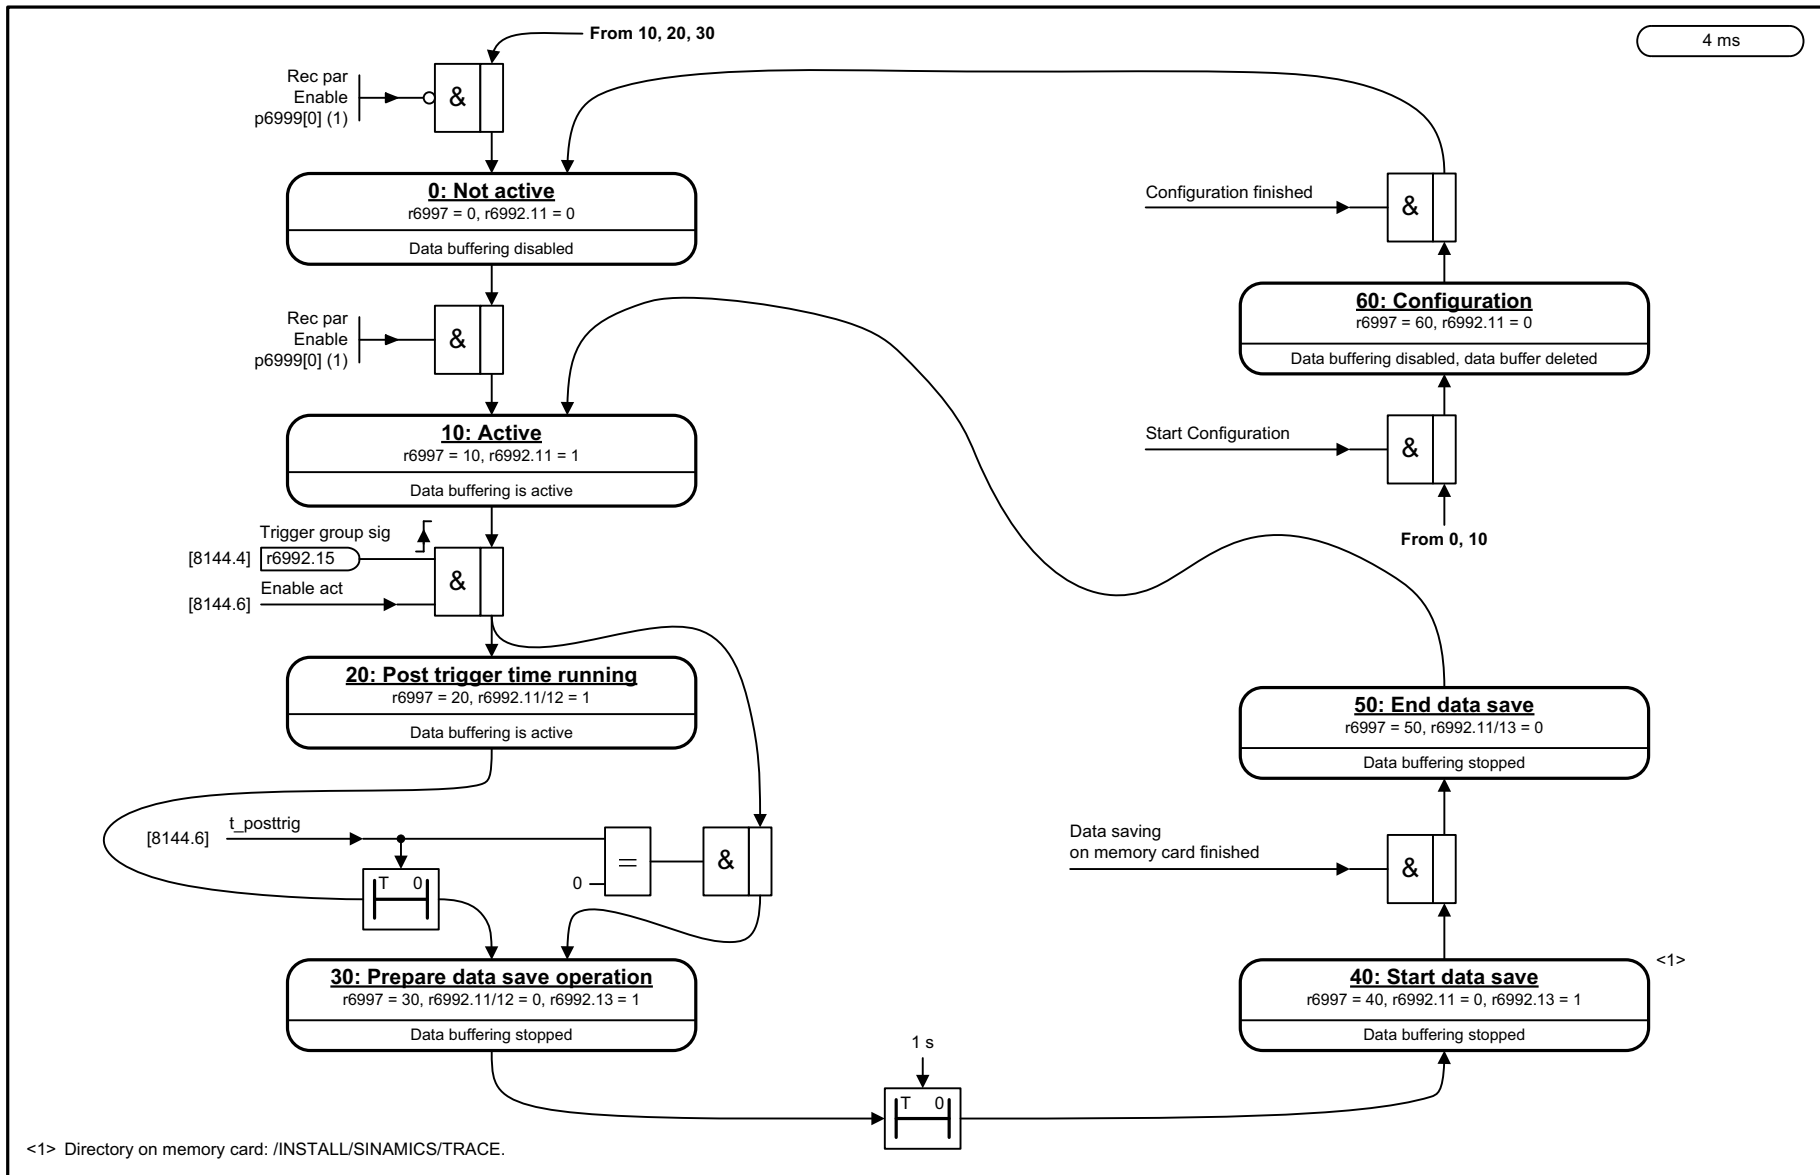 From 10, 20, 30
4 ms
Rec par
Enable
p6999[0] (1)
&
0: Not active
r6997 = 0, r6992.11 = 0
Data buffering disabled
Rec par
Enable
p6999[0] (1)
&
10: Active
r6997 = 10, r6992.11 = 1
Data buffering is active
Trigger group sig
[8144.4] r6992.15
Enable act
[8144.6]
&
20: Post trigger time running
r6997 = 20, r6992.11/12 = 1
Data buffering is active
t_posttrig
[8144.6]
T 0
=
0
&
30: Prepare data save operation
r6997 = 30, r6992.11/12 = 0, r6992.13 = 1
Data buffering stopped
1 s
T 0
Configuration finished
&
60: Configuration
r6997 = 60, r6992.11 = 0
Data buffering disabled, data buffer deleted
Start Configuration
&
From 0, 10
50: End data save
r6997 = 50, r6992.11/13 = 0
Data buffering stopped
Data saving
on memory card finished
&
<1>
40: Start data save
r6997 = 40, r6992.11 = 0, r6992.13 = 1
Data buffering stopped
<1> Directory on memory card: /INSTALL/SINAMICS/TRACE.